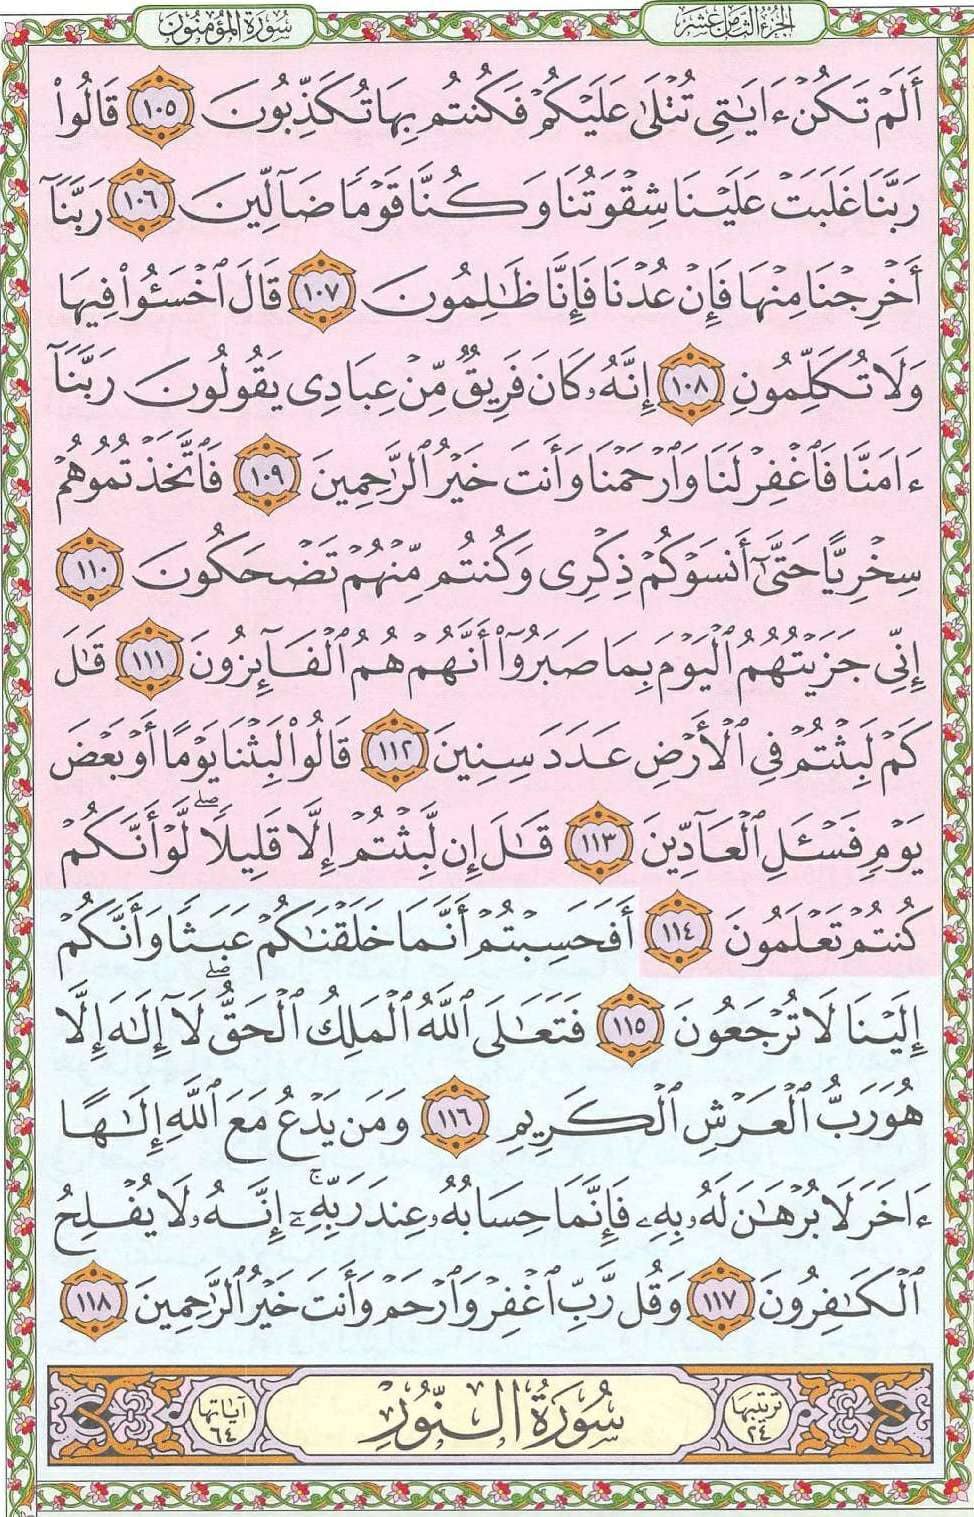 الجزء الثامن عشر
سورة المؤمنون
أَلَمْ تَكُنْ ءَايَٰتِى تُتْلَىٰ عَلَيْكُمْ فَكُنتُم بِهَا تُكَذِّبُونَ ١٠٥ قَالُوا۟
رَبَّنَا غَلَبَتْ عَلَيْنَا شِقْوَتُنَا وَكُنَّا قَوْمًا ضَآلِّينَ ١٠٦ رَبَّنَآ
أَخْرِجْنَا مِنْهَا فَإِنْ عُدْنَا فَإِنَّا ظَٰلِمُونَ ١٠٧ قَالَ ٱخْسَـُٔوا۟ فِيهَا
وَلَا تُكَلِّمُونِ ١٠٨ إِنَّهُۥ كَانَ فَرِيقٌ مِّنْ عِبَادِى يَقُولُونَ رَبَّنَآ
ءَامَنَّا فَٱغْفِرْ لَنَا وَٱرْحَمْنَا وَأَنتَ خَيْرُ ٱلرَّٰحِمِينَ ١٠٩ فَٱتَّخَذْتُمُوهُمْ
سِخْرِيًّا حَتَّىٰٓ أَنسَوْكُمْ ذِكْرِى وَكُنتُم مِّنْهُمْ تَضْحَكُونَ ١١٠
إِنِّى جَزَيْتُهُمُ ٱلْيَوْمَ بِمَا صَبَرُوٓا۟ أَنَّهُمْ هُمُ ٱلْفَآئِزُونَ ١١١ قَٰلَ
كَمْ لَبِثْتُمْ فِى ٱلْأَرْضِ عَدَدَ سِنِينَ ١١٢ قَالُوا۟ لَبِثْنَا يَوْمًا أَوْ بَعْضَ
يَوْمٍ فَسْـَٔلِ ٱلْعَآدِّينَ ١١٣ قَٰلَ إِن لَّبِثْتُمْ إِلَّا قَلِيلًا ۖ لَّوْ أَنَّكُمْ
كُنتُمْ تَعْلَمُونَ ١١٤ أَفَحَسِبْتُمْ أَنَّمَا خَلَقْنَٰكُمْ عَبَثًا وَأَنَّكُمْ
إِلَيْنَا لَا تُرْجَعُونَ ١١٥ فَتَعَٰلَى ٱللَّهُ ٱلْمَلِكُ ٱلْحَقُّ ۖ لَآ إِلَٰهَ إِلَّا
هُوَ رَبُّ ٱلْعَرْشِ ٱلْكَرِيمِ ١١٦ وَمَن يَدْعُ مَعَ ٱللَّهِ إِلَٰهًا
ءَاخَرَ لَا بُرْهَٰنَ لَهُۥ بِهِۦ فَإِنَّمَا حِسَابُهُۥ عِندَ رَبِّهِۦٓ ۚ إِنَّهُۥ لَا يُفْلِحُ
ٱلْكَٰفِرُونَ ١١٧ وَقُل رَّبِّ ٱغْفِرْ وَٱرْحَمْ وَأَنتَ خَيْرُ ٱلرَّٰحِمِينَ ١١٨
ترتيبها ٢٤
سُورَةُ النُّورِ
آياتها ٦٤